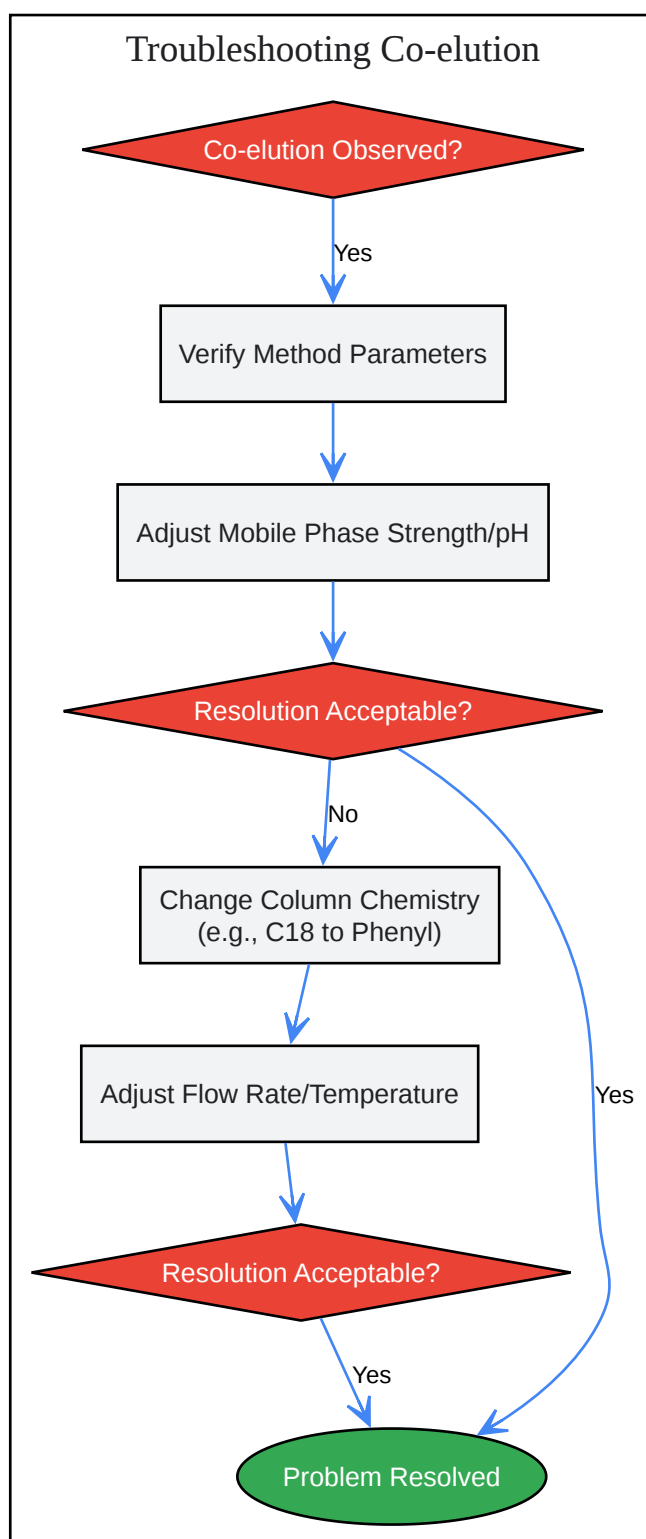 Troubleshooting Co-elution
Co-elution Observed?
Yes
Verify Method Parameters
Adjust Mobile Phase Strength/pH
Resolution Acceptable?
No
Change Column Chemistry
(e.g., C18 to Phenyl)
Adjust Flow Rate/Temperature
Yes
Resolution Acceptable?
Yes
Problem Resolved